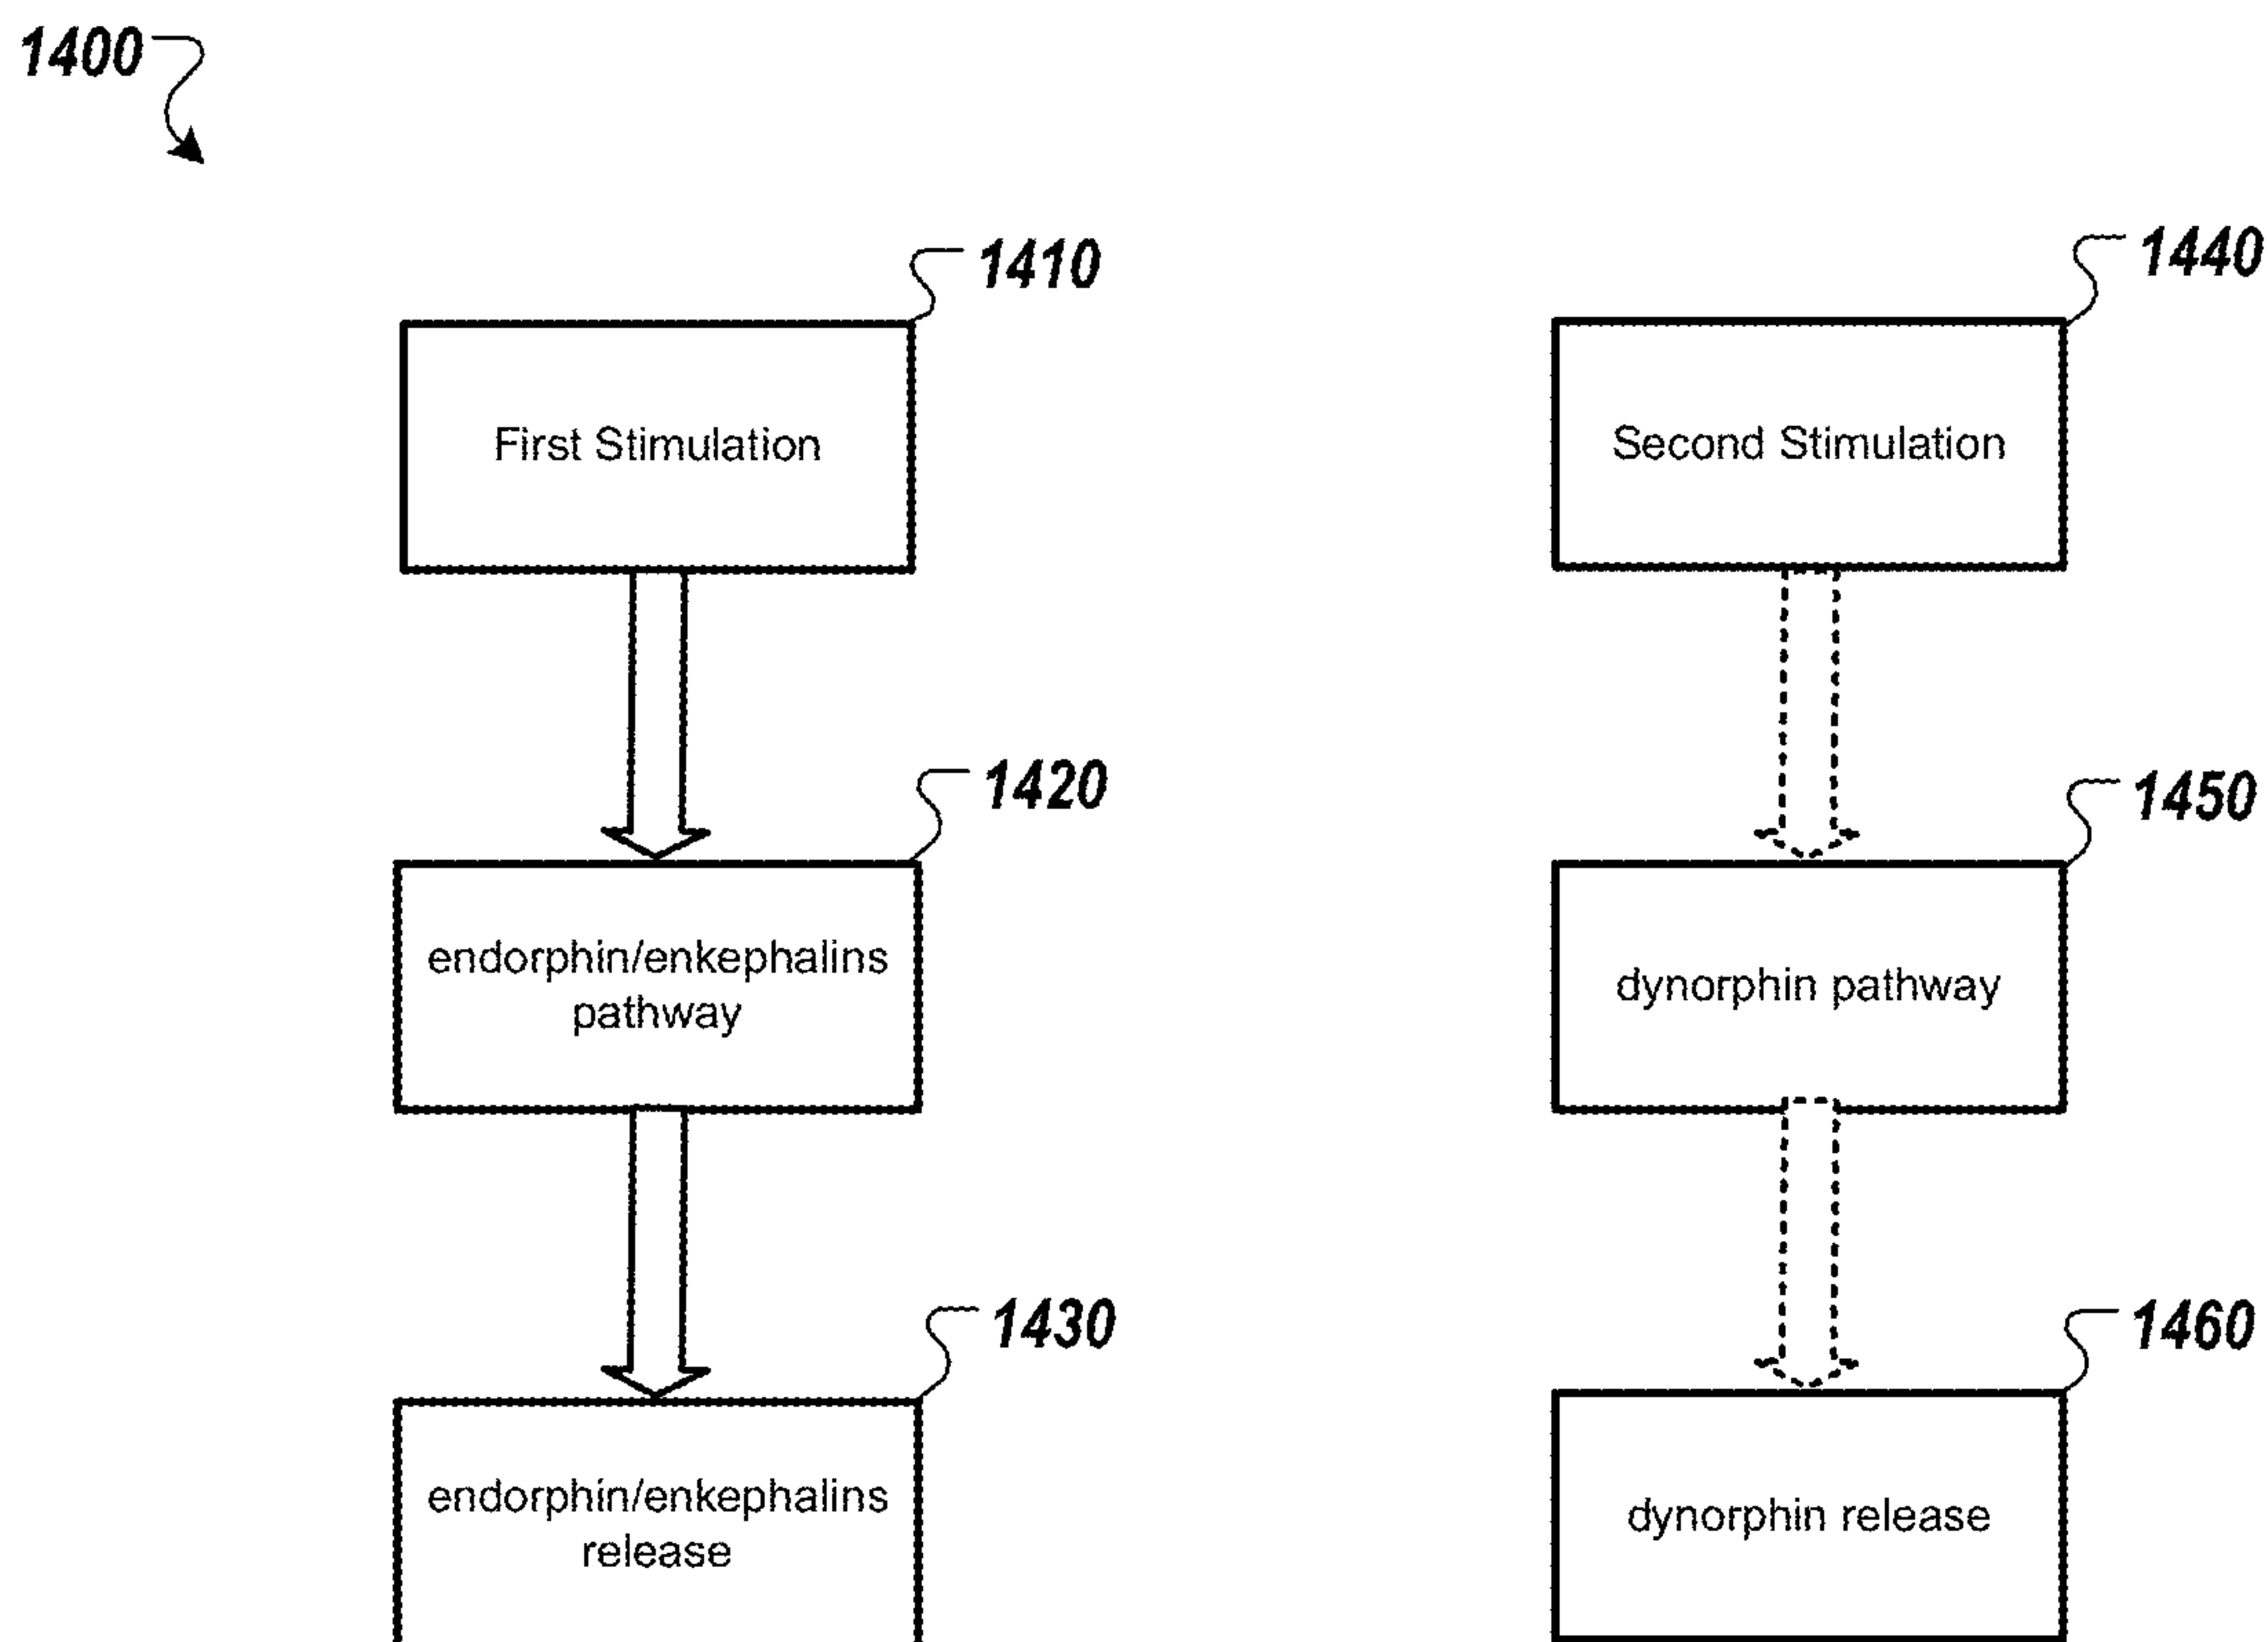 1400
1410
First Stimulation
1420
endorphin/enkephalins
pathway
1430
endorphin/enkephalins
release
1440
Second Stimulation
1450
dynorphin pathway
1460
dynorphin release